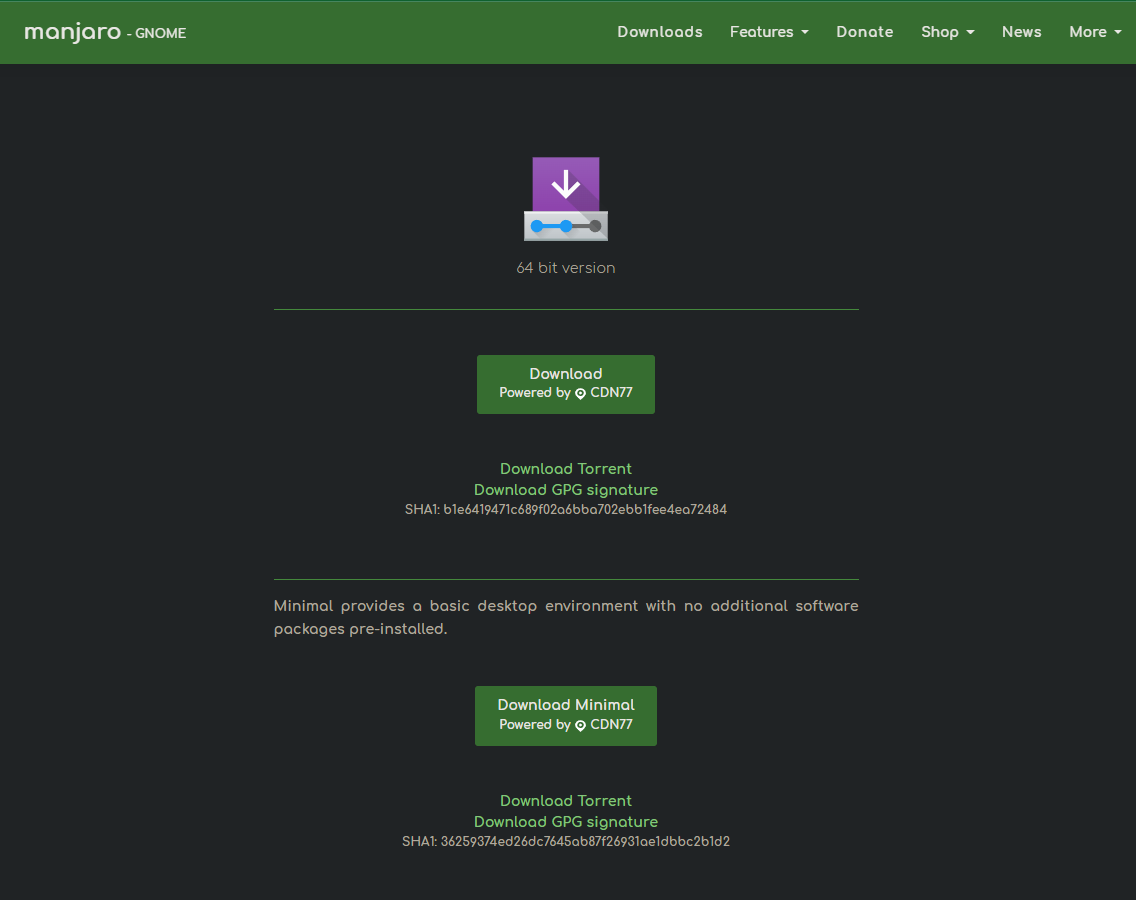 manjaro - GNOME
Downloads Features Donate Shop News More
64 bit version
Download
Powered by CDN77
Download Torrent
Download GPG signature
SHA1: b1e6419471c689f02a6bba702ebb1fee4ea72484
Minimal provides a basic desktop environment with no additional software
packages pre-installed.
Download Minimal
Powered by CDN77
Download Torrent
Download GPG signature
SHA1: 36259374ed26dc7645ab87f26931ae1dbbc2b1d2